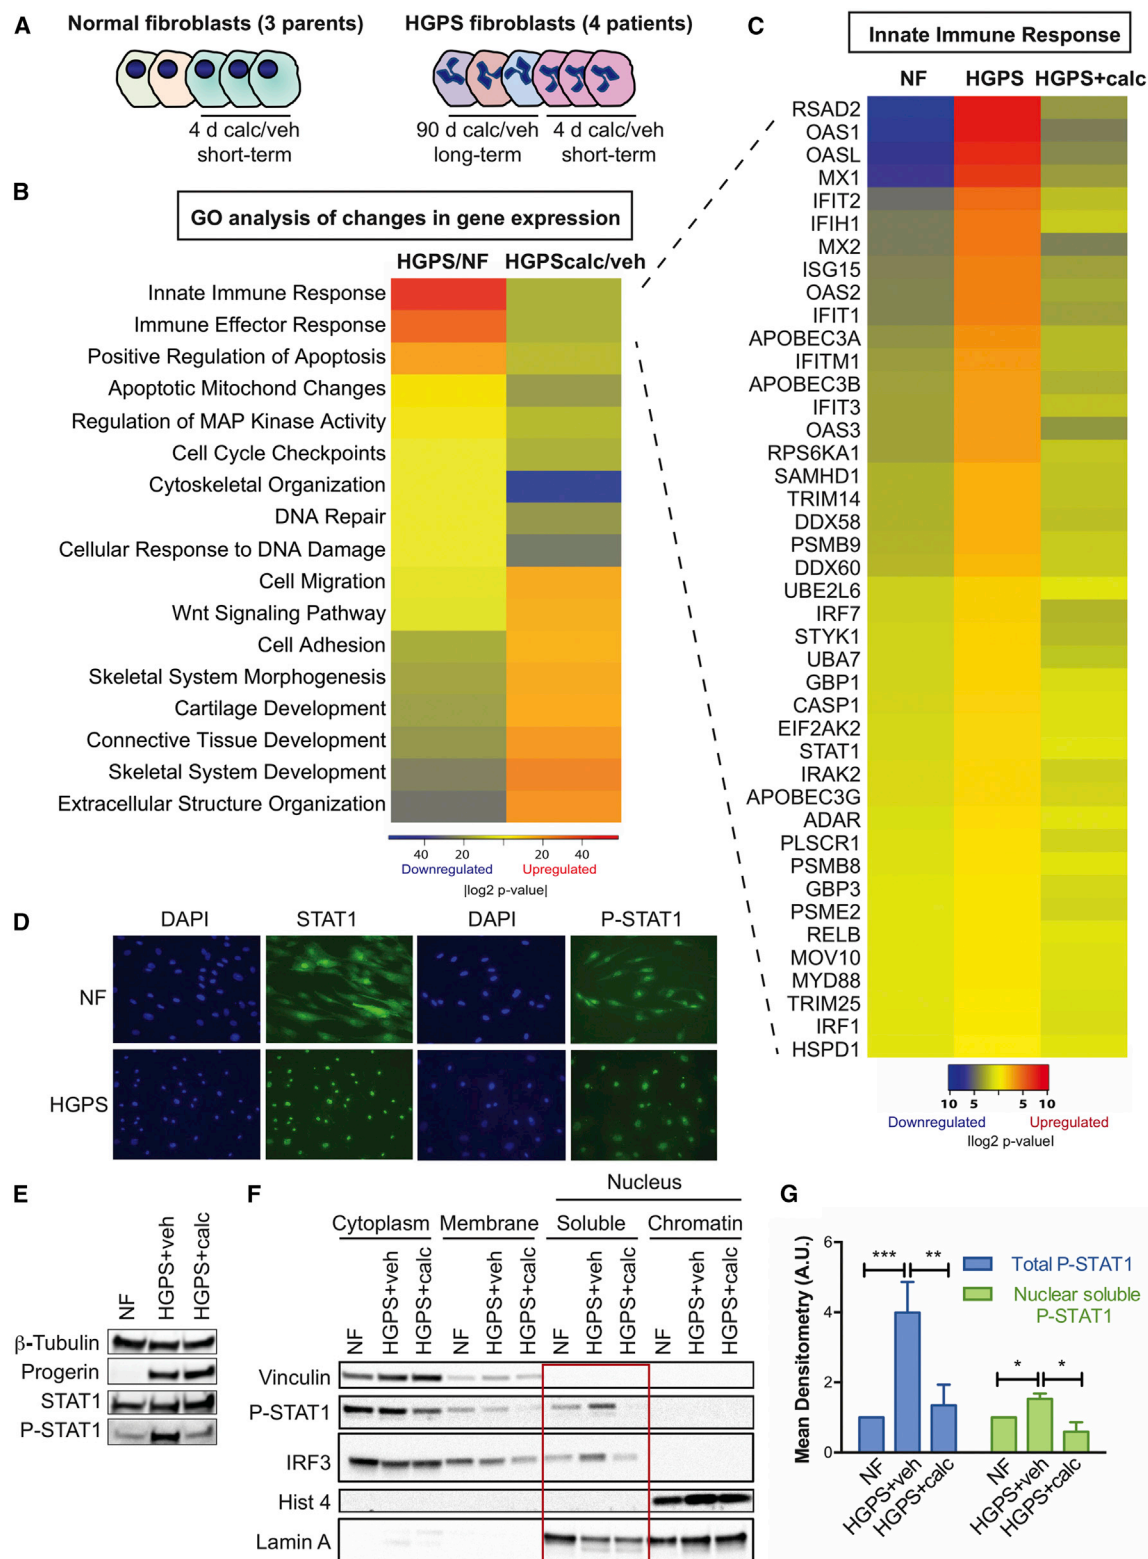 A
Normal fibroblasts (3 parents)
HGPS fibroblasts (4 patients)
4 d calc/veh
short-term
90 d calc/veh
long-term
4 d calc/veh
short-term
B
GO analysis of changes in gene expression
HGPS/NF
HGPScalc/veh
Innate Immune Response
Immune Effector Response
Positive Regulation of Apoptosis
Apoptotic Mitochond Changes
Regulation of MAP Kinase Activity
Cell Cycle Checkpoints
Cytoskeletal Organization
DNA Repair
Cellular Response to DNA Damage
Cell Migration
Wnt Signaling Pathway
Cell Adhesion
Skeletal System Morphogenesis
Cartilage Development
Connective Tissue Development
Skeletal System Development
Extracellular Structure Organization
40 20 20 40
Downregulated Upregulated
|log2 p-value|
C
Innate Immune Response
NF HGPS HGPS+calc
RSAD2
OAS1
OASL
MX1
IFIT2
IFIH1
MX2
ISG15
OAS2
IFIT1
APOBEC3A
IFITM1
APOBEC3B
IFIT3
OAS3
RPS6KA1
SAMHD1
TRIM14
DDX58
PSMB9
DDX60
UBE2L6
IRF7
STYK1
UBA7
GBP1
CASP1
EIF2AK2
STAT1
IRAK2
APOBEC3G
ADAR
PLSCR1
PSMB8
GBP3
PSME2
RELB
MOV10
MYD88
TRIM25
IRF1
HSPD1
10 5 5 10
Downregulated Upregulated
|log2 p-value|
D
DAPI STAT1 DAPI P-STAT1
NF
HGPS
E
NF
HGPS+veh
HGPS+calc
β-Tubulin
Progerin
STAT1
P-STAT1
F
Nucleus
Cytoplasm Membrane Soluble Chromatin
NF
HGPS+veh
HGPS+calc
NF
HGPS+veh
HGPS+calc
NF
HGPS+veh
HGPS+calc
NF
HGPS+veh
HGPS+calc
Vinculin
P-STAT1
IRF3
Hist 4
Lamin A
G
Mean Densitometry (A.U.)
6
4
2
0
*** **
* *
Total P-STAT1
Nuclear soluble
P-STAT1
NF
HGPS+veh
HGPS+calc
NF
HGPS+veh
HGPS+calc